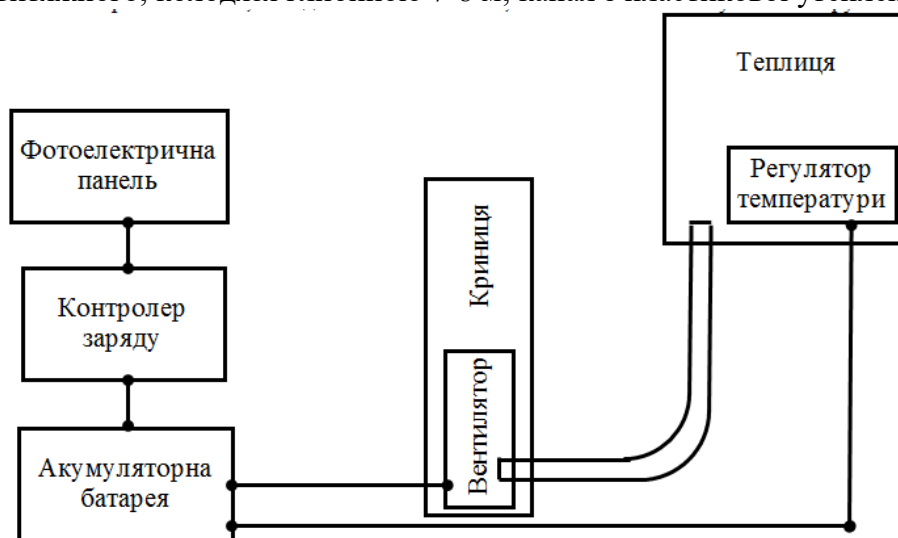 Теплиця
Фотоелектрична
панель
Регулятор
температури
Криниця
Контролер
заряду
Вентилятор
Акумуляторна
батарея